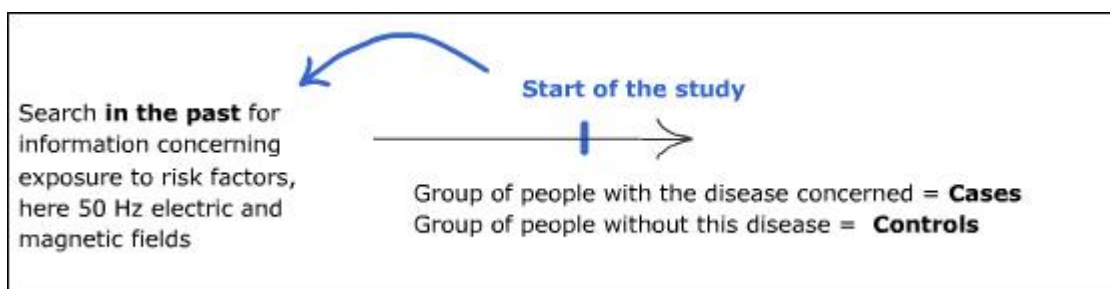 Start of the study
Search in the past for
information concerning
exposure to risk factors,
here 50 Hz electric and
magnetic fields
Group of people with the disease concerned = Cases
Group of people without this disease = Controls